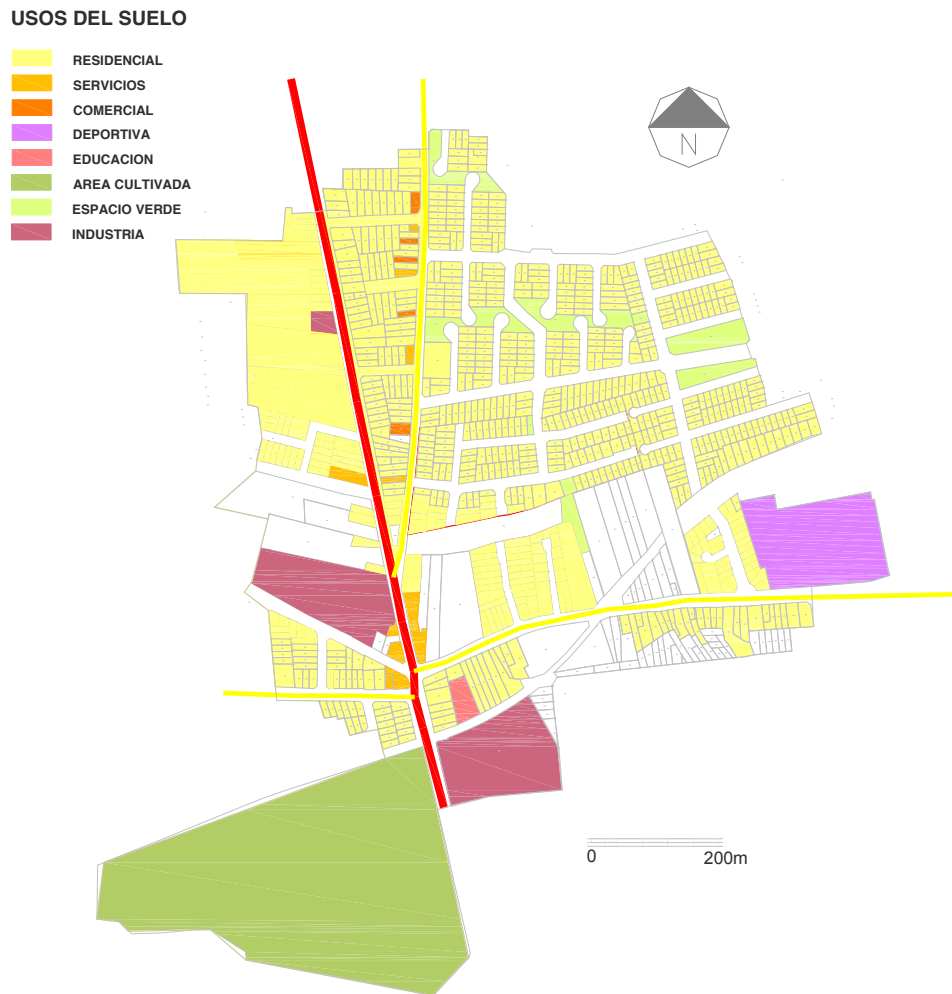 USOS DEL SUELO
RESIDENCIAL
SERVICIOS
COMERCIAL
DEPORTIVA
EDUCACION
AREA CULTIVADA
ESPACIO VERDE
INDUSTRIA
N
0 200m